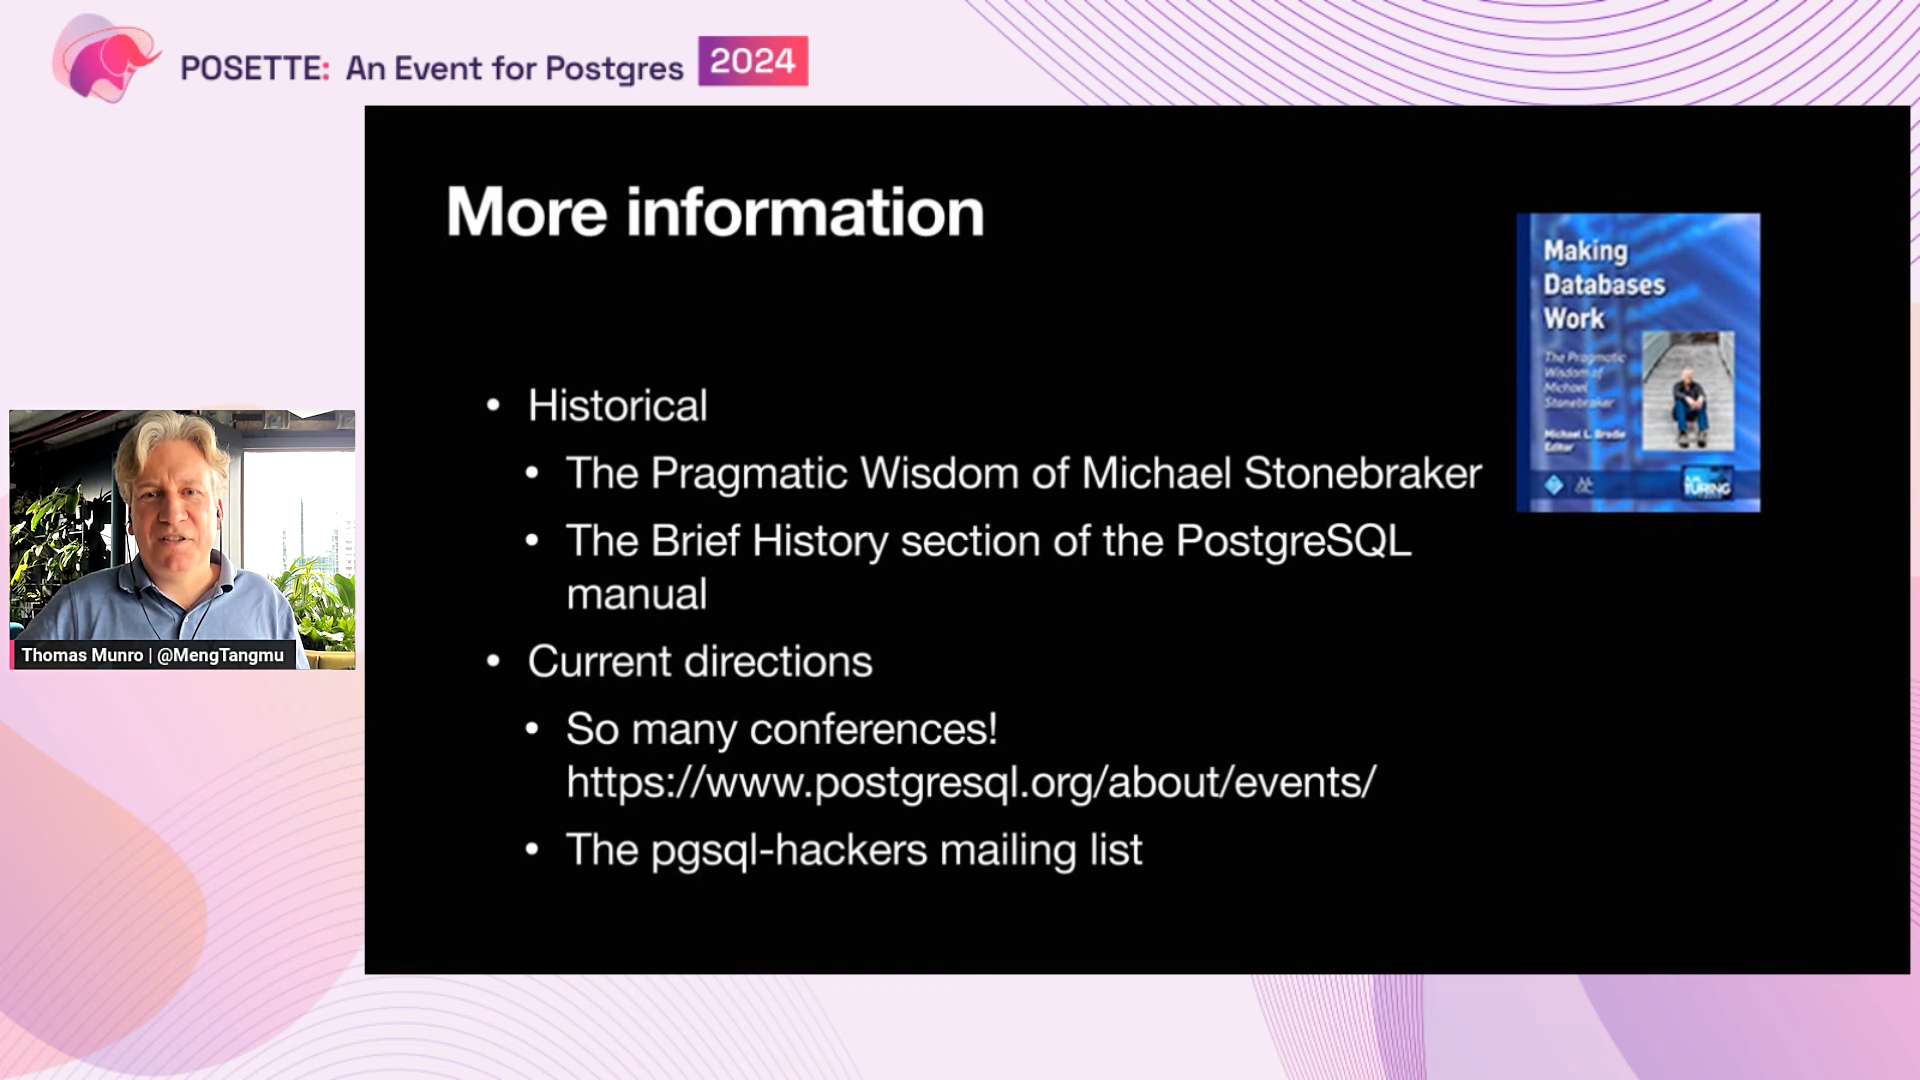 POSETTE: An Event for Postgres 2024
More information
Making
Databases
Work
The Pragmatic
Wisdom of
Michael
Stonebraker
Michael L. Brodie
Editor
TURING
• Historical
• The Pragmatic Wisdom of Michael Stonebraker
• The Brief History section of the PostgreSQL
manual
• Current directions
• So many conferences!
https://www.postgresql.org/about/events/
• The pgsql-hackers mailing list
Thomas Munro | @MengTangmu